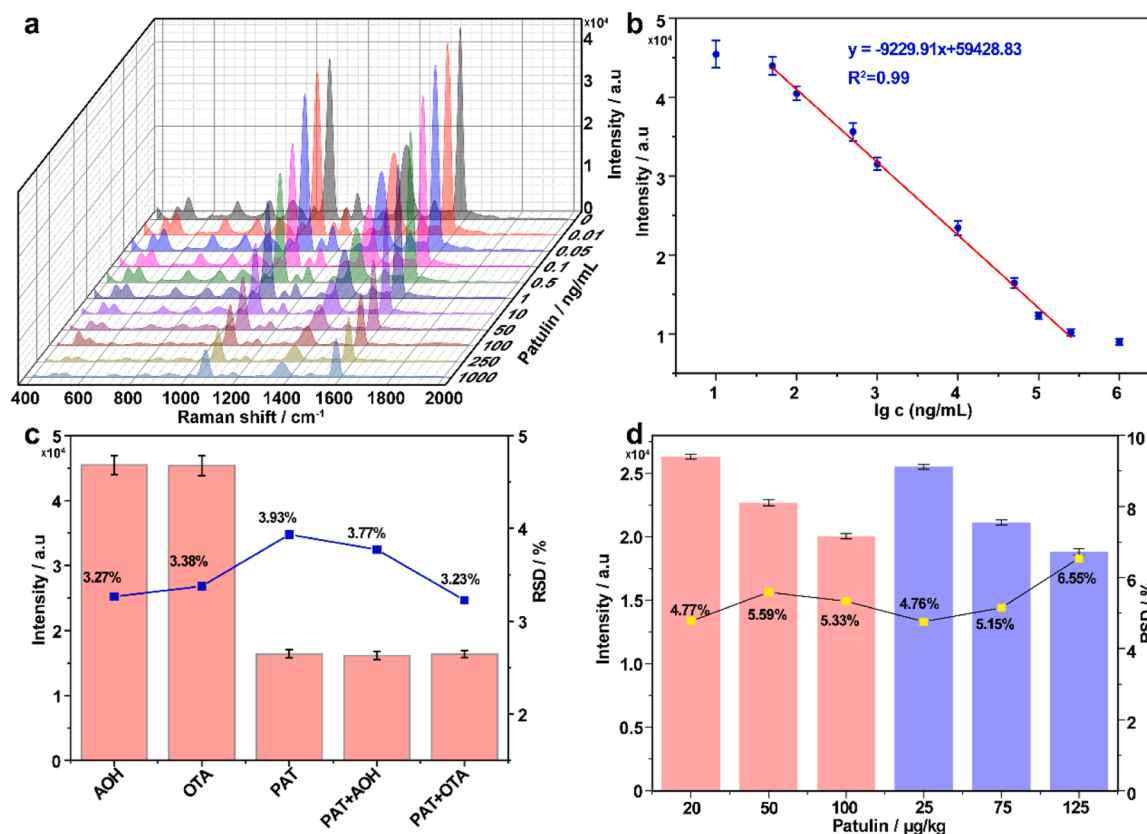 a
×10⁴
4
3
2
1
0
Intensity / a.u
0
0.01
0.05
0.1
0.5
1
10
50
100
250
1000
Patulin / ng/mL
400 600 800 1000 1200 1400 1600 1800 2000
Raman shift / cm⁻¹
b
5
×10⁴
4
3
2
1
Intensity / a.u
y = -9229.91x+59428.83
R²=0.99
1 2 3 4 5 6
lg c (ng/mL)
c
5
×10⁴
4
3
2
1
0
Intensity / a.u
3.27%
3.38%
3.93%
3.77%
3.23%
5
4
3
2
RSD / %
AOH OTA PAT PAT+AOH PAT+OTA
d
×10⁴
2.5
2.0
1.5
1.0
0.5
0.0
Intensity / a.u
4.77%
5.59%
5.33%
4.76%
5.15%
6.55%
10
8
6
4
2
0
RSD / %
20 50 100 25 75 125
Patulin / μg/kg